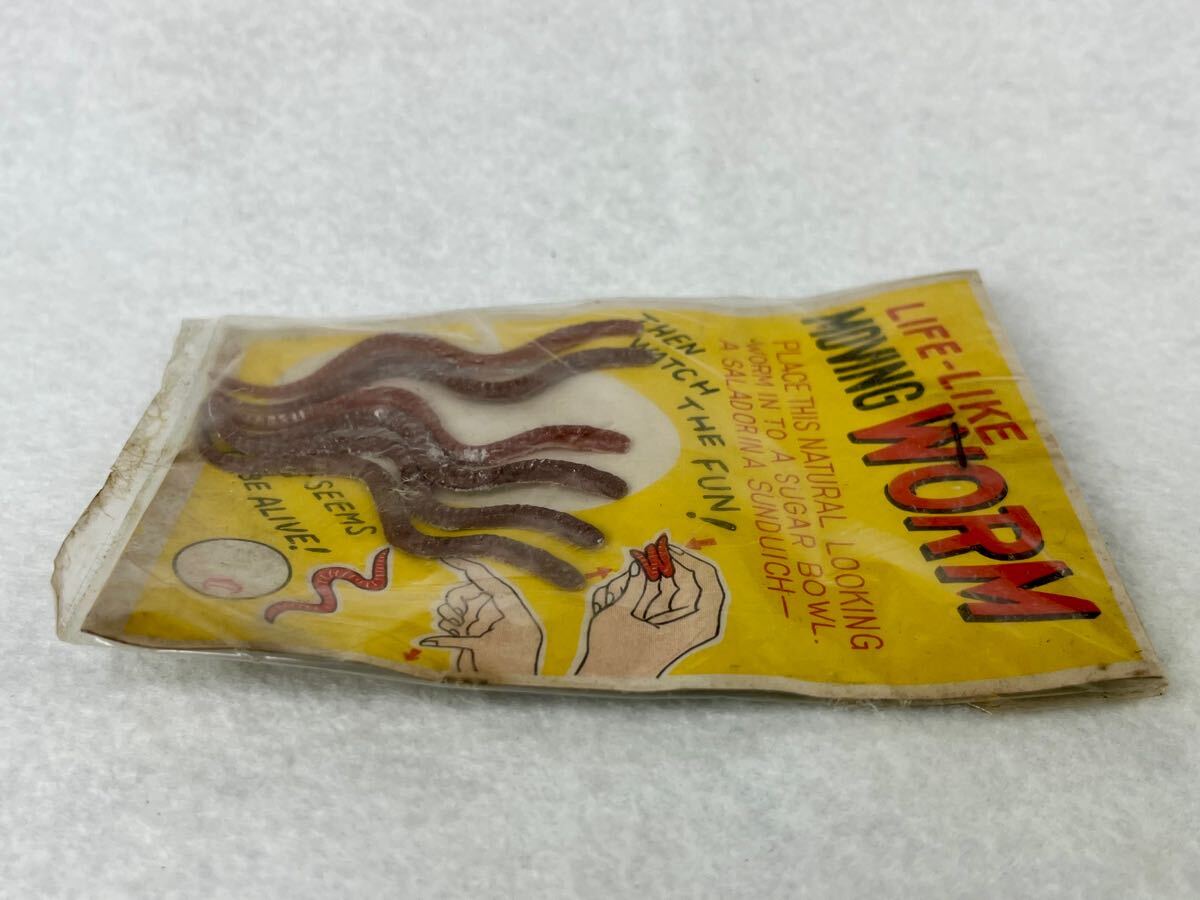 LIFE-LIKE
MOVING WORM
PLACE THIS NATURAL LOOKING
WORM IN TO A SUGAR BOWL.
A SALAD OR IN A SUNDUICH—
THEN
WATCH THE FUN!
SEEMS
BE ALIVE!